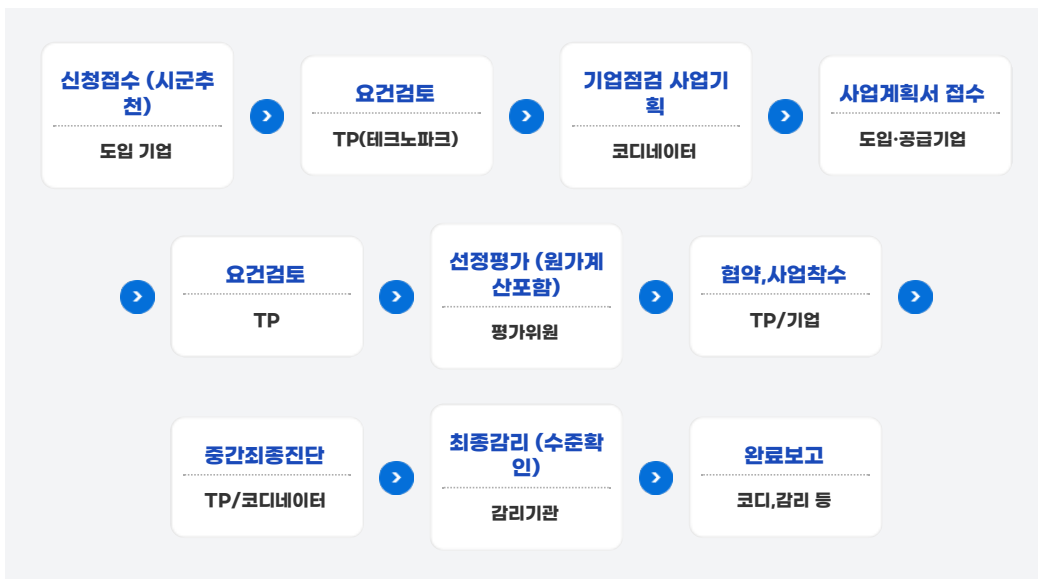 신청접수 (시군추
천)
도입 기업
요건검토
TP(테크노파크)
기업점검 사업기
획
코디네이터
사업계획서 접수
도입·공급기업
요건검토
TP
선정평가 (원가계
산포함)
평가위원
협약,사업착수
TP/기업
중간최종진단
TP/코디네이터
최종감리 (수준확
인)
감리기관
완료보고
코디,감리 등